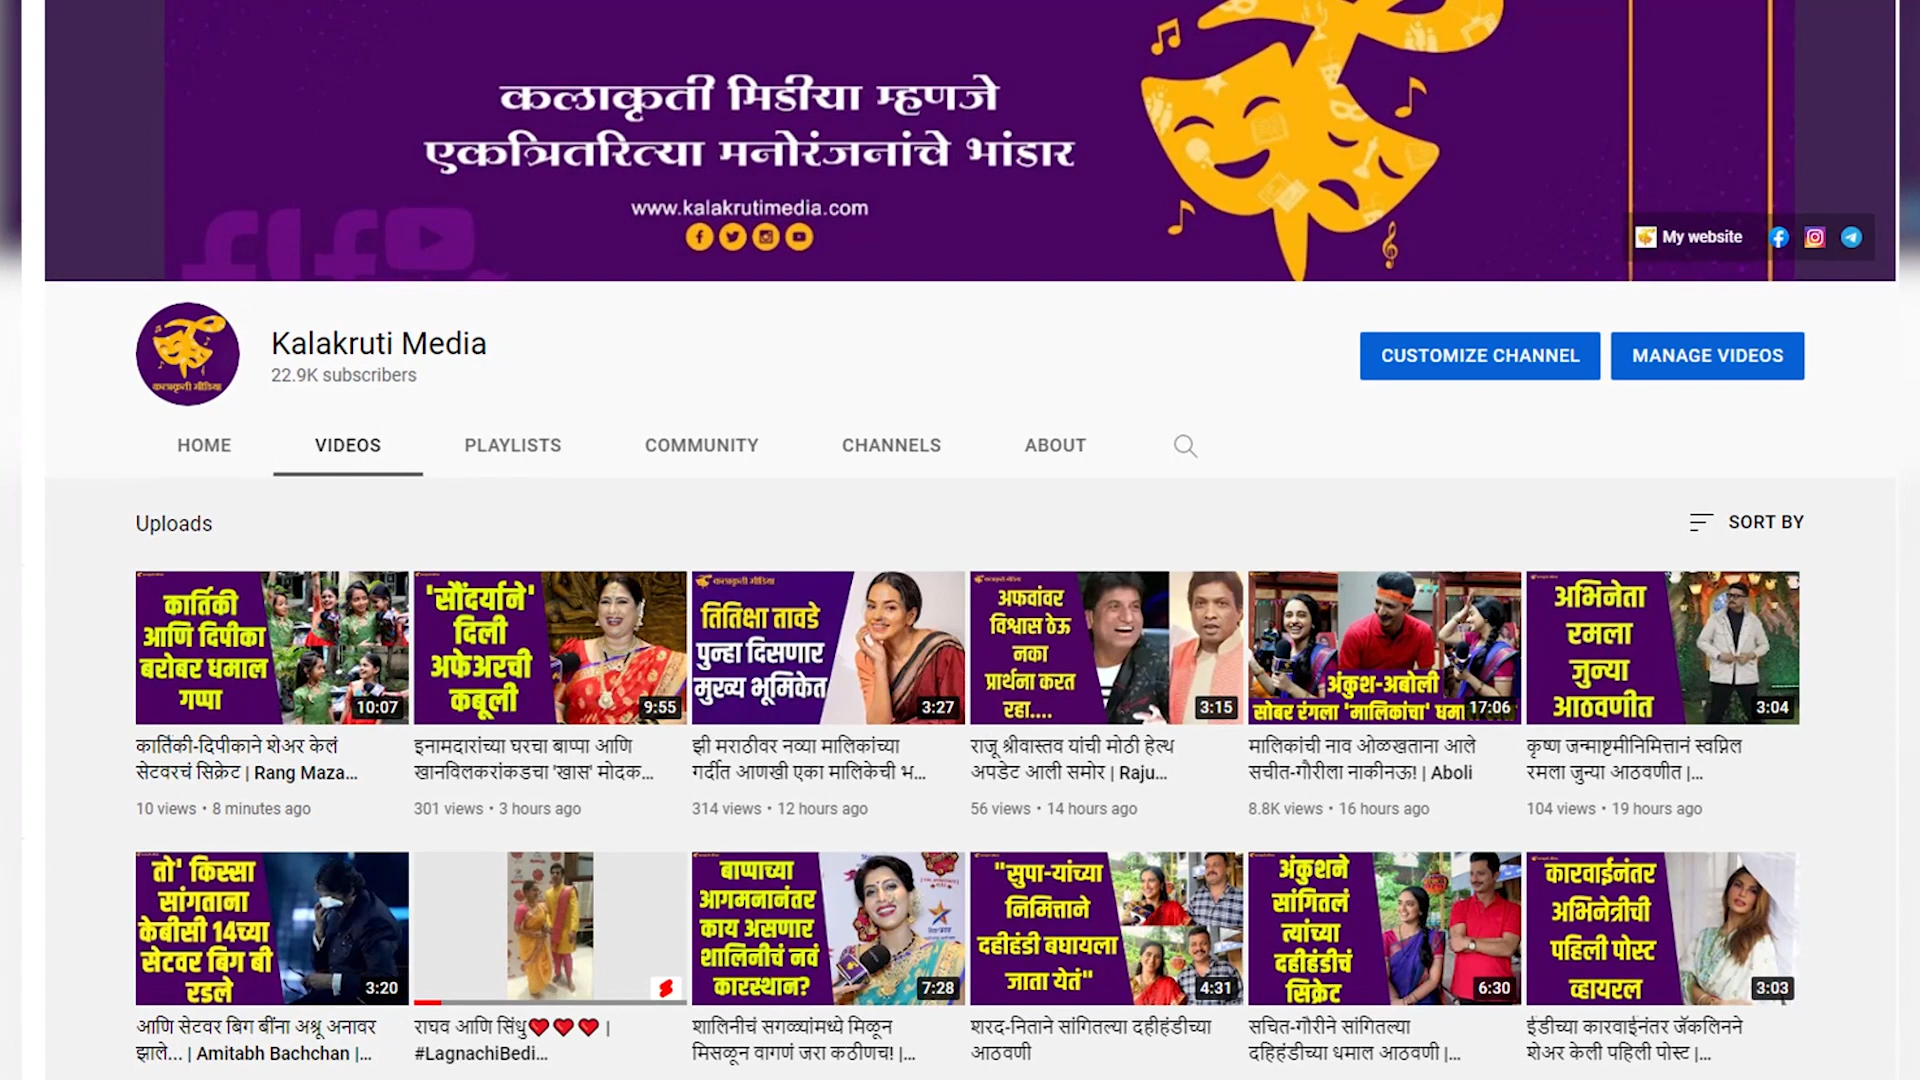 कलाकृती मिडीया म्हणजे
एकत्रितरित्या मनोरंजनांचे भांडार
www.kalakrutimedia.com
My website
कलाकृती मीडिया
Kalakruti Media
22.9K subscribers
CUSTOMIZE CHANNEL
MANAGE VIDEOS
HOME
VIDEOS
PLAYLISTS
COMMUNITY
CHANNELS
ABOUT
Uploads
SORT BY
कार्तिकी
आणि दिपीका
बरोबर धमाल
गप्पा
10:07
कार्तिकी-दिपीकाने शेअर केलं
सेटवरचं सिक्रेट | Rang Maza...
10 views • 8 minutes ago
'सौंदर्याने'
दिली
अफेअरची
कबूली
9:55
इनामदारांच्या घरचा बाप्पा आणि
खानविलकरांकडचा 'खास' मोदक...
301 views • 3 hours ago
कलाकृती मीडिया
तितिक्षा तावडे
पुन्हा दिसणार
मुख्य भूमिकेत
3:27
झी मराठीवर नव्या मालिकांच्या
गर्दीत आणखी एका मालिकेची भ...
314 views • 12 hours ago
कलाकृती मीडिया
अफवांवर
विश्वास ठेऊ
नका
प्रार्थना करत
रहा....
3:15
राजू श्रीवास्तव यांची मोठी हेल्थ
अपडेट आली समोर | Raju...
56 views • 14 hours ago
अंकुश-अबोली
सोबर रंगला 'मालिकांचा'
17:06
मालिकांची नाव ओळखताना आले
सचीत-गौरीला नाकीनऊ! | Aboli
8.8K views • 16 hours ago
अभिनेता
रमला
जुन्या
आठवणीत
3:04
कृष्ण जन्माष्टमीनिमित्तानं स्वप्निल
रमला जुन्या आठवणीत |...
104 views • 19 hours ago
तो' किस्सा
सांगताना
केबीसी 14च्या
सेटवर बिग बी
रडले
3:20
आणि सेटवर बिग बींना अश्रू अनावर
झाले... | Amitabh Bachchan |...
राघव आणि सिंधु❤❤❤ |
#LagnachiBedi...
बाप्पाच्या
आगमनानंतर
काय असणार
शालिनीचं नवं
कारस्थान?
7:28
शालिनीचं सगळ्यांमध्ये मिळून
मिसळून वागणं जरा कठीणच! |...
"सुपा-यांच्या
निमित्ताने
दहीहंडी बघायला
जाता येतं"
4:31
शरद-निताने सांगितल्या दहीहंडीच्या
आठवणी
अंकुशने
सांगितलं
त्यांच्या
दहीहंडीचं
सिक्रेट
6:30
सचित-गौरीने सांगितल्या
दहिहंडीच्या धमाल आठवणी |...
कारवाईनंतर
अभिनेत्रीची
पहिली पोस्ट
व्हायरल
3:03
ईडीच्या कारवाईनंतर जॅकलिनने
शेअर केली पहिली पोस्ट |...